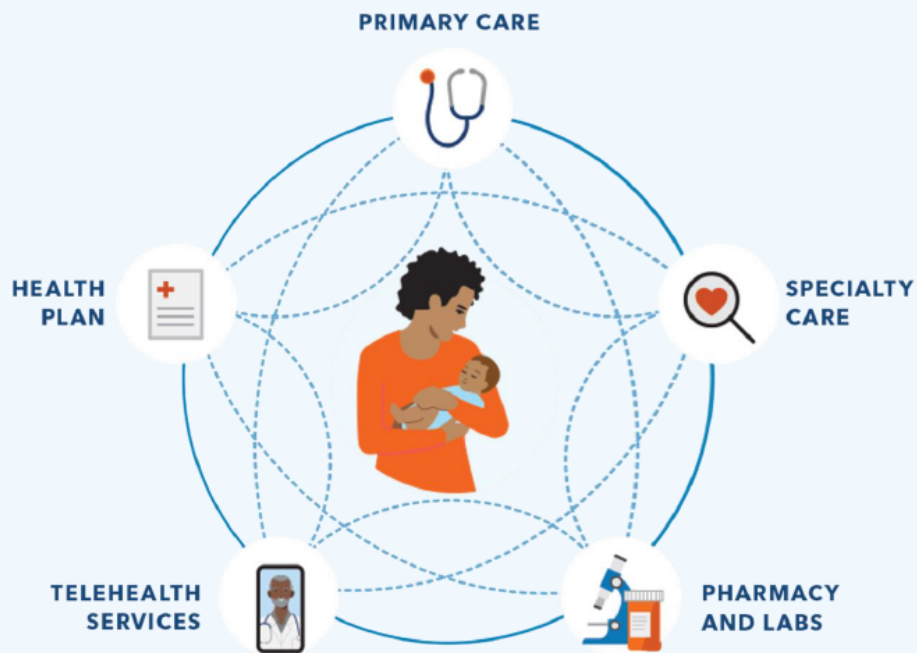 PRIMARY CARE
HEALTH
PLAN
SPECIALTY
CARE
TELEHEALTH
SERVICES
PHARMACY
AND LABS